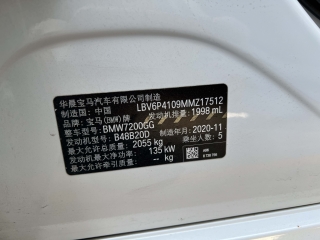 华晨宝马汽车有限公司制造
制造国：中国 LBV6P4109MMZ17512
品牌：宝马(BMW)牌 发动机排量：1998 mL
整车型号：BMW7200GG
发动机型号：B48B20D 制造年月：2020-11
最大允许总质量：2055 kg 乘坐人数：5
发动机最大净功率：135 kW
最大允许牵引质量： kg